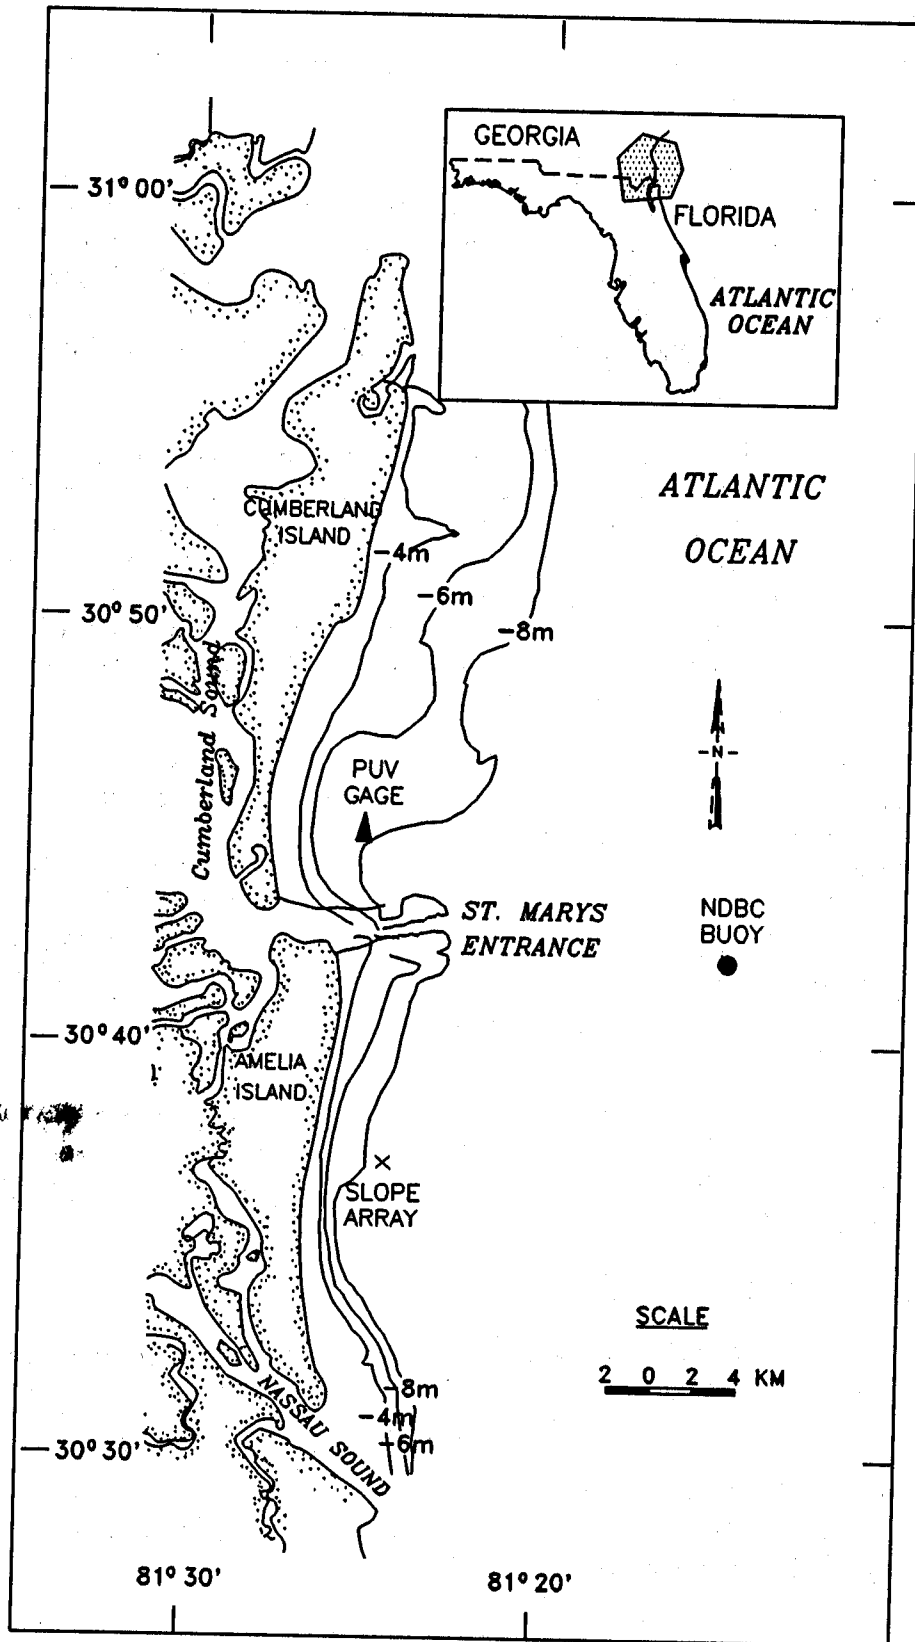 GEORGIA
FLORIDA
ATLANTIC
OCEAN
31° 00'
ATLANTIC
OCEAN
CUMBERLAND
ISLAND
-4m
-6m
-8m
30° 50'
Cumberland Sound
-N-
PUV
GAGE
ST. MARYS
ENTRANCE
NDBC
BUOY
30° 40'
AMELIA
ISLAND
SLOPE
ARRAY
SCALE
2 0 2 4 KM
-8m
-4m
-6m
NASSAU SOUND
30° 30'
81° 30'
81° 20'